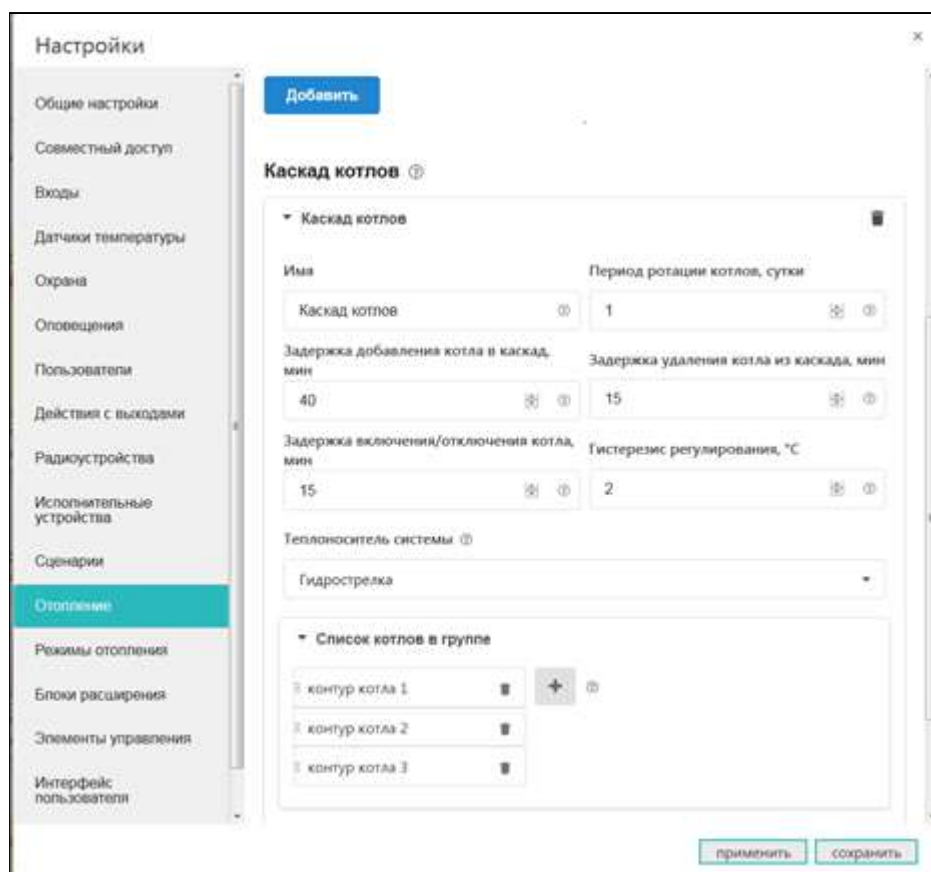 Настройки
Общие настройки
Совместный доступ
Входы
Датчики температуры
Охрана
Оповещения
Пользователи
Действия с выходами
Радиоустройства
Исполнительные
устройства
Сценарии
Отопление
Режимы отопления
Блоки расширения
Элементы управления
Интерфейс
пользователя
Добавить
Каскад котлов
Каскад котлов
Имя
Период ротации котлов, сутки
Каскад котлов
1
Задержка добавления котла в каскад,
мин
Задержка удаления котла из каскада, мин
40
15
Задержка включения/отключения котла,
мин
Гистерезис регулирования, °C
15
2
Теплоноситель системы
Гидрострелка
Список котлов в группе
контур котла 1
контур котла 2
контур котла 3
применить
сохранить